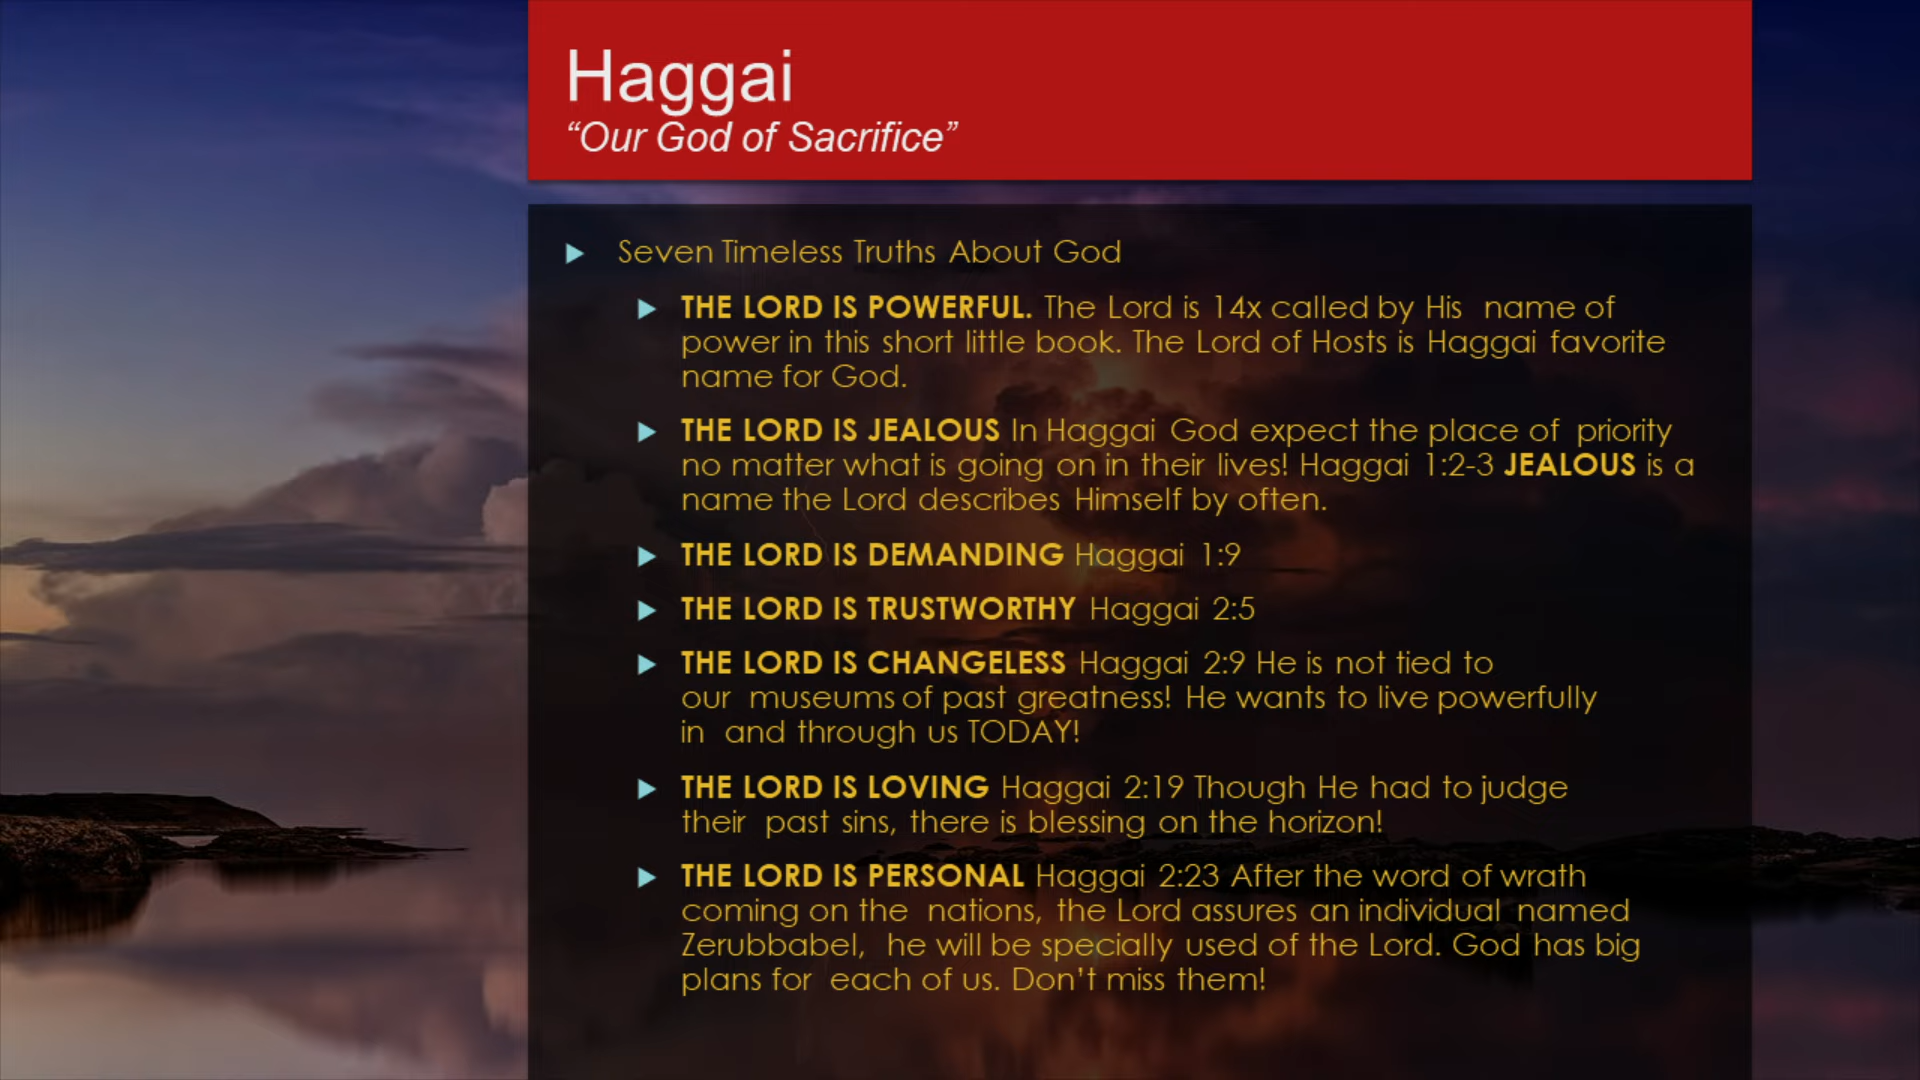 Haggai
“Our God of Sacrifice”
Seven Timeless Truths About God
THE LORD IS POWERFUL. The Lord is 14x called by His name of
power in this short little book. The Lord of Hosts is Haggai favorite
name for God.
THE LORD IS JEALOUS In Haggai God expect the place of priority
no matter what is going on in their lives! Haggai 1:2-3 JEALOUS is a
name the Lord describes Himself by often.
THE LORD IS DEMANDING Haggai 1:9
THE LORD IS TRUSTWORTHY Haggai 2:5
THE LORD IS CHANGELESS Haggai 2:9 He is not tied to
our museums of past greatness! He wants to live powerfully
in and through us TODAY!
THE LORD IS LOVING Haggai 2:19 Though He had to judge
their past sins, there is blessing on the horizon!
THE LORD IS PERSONAL Haggai 2:23 After the word of wrath
coming on the nations, the Lord assures an individual named
Zerubbabel, he will be specially used of the Lord. God has big
plans for each of us. Don’t miss them!